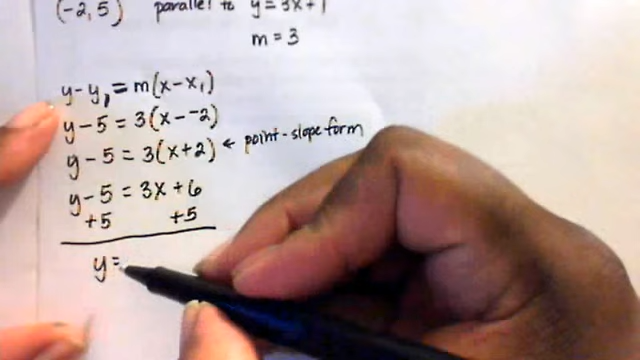 (-2, 5) parallel to y = 3x + 1
m = 3
y - y₁ = m(x - x₁)
y - 5 = 3(x - ⁻2)
y - 5 = 3(x + 2) ← point-slope form
y - 5 = 3x + 6
+5 +5
y =